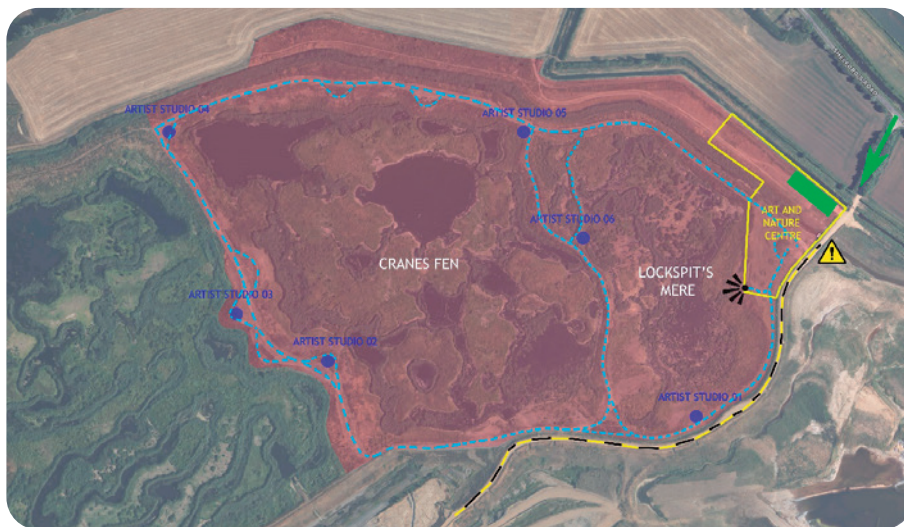 ARTIST STUDIO 04
ARTIST STUDIO 05
ARTIST STUDIO 06
ART AND
NATURE
CENTRE
CRANES FEN
LOCKSPIT'S
MERE
ARTIST STUDIO 03
ARTIST STUDIO 02
ARTIST STUDIO 01
!